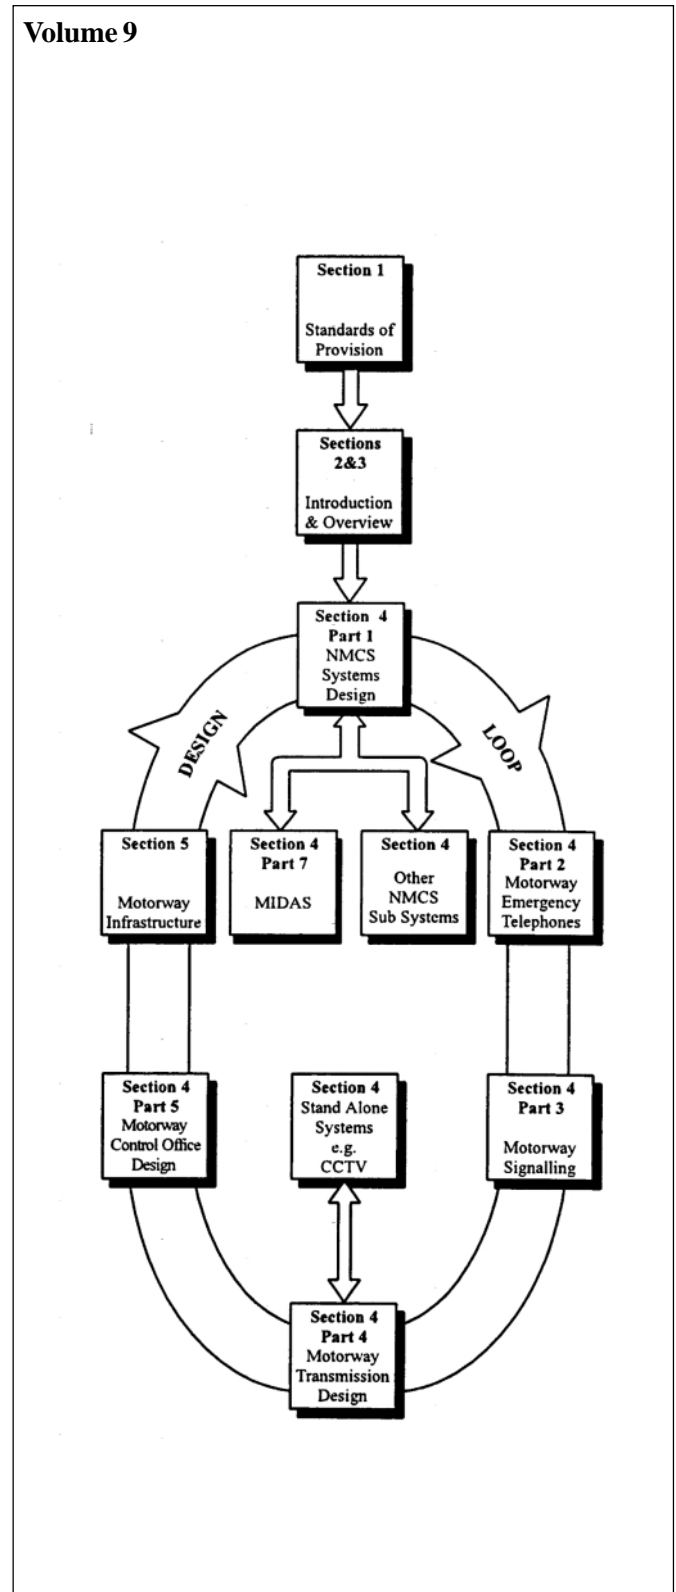 Volume 9
Section 1
Standards of
Provision
Sections
2&3
Introduction
& Overview
Section 4
Part 1
NMCS
Systems
Design
DESIGN
LOOP
Section 5
Motorway
Infrastructure
Section 4
Part 7
MIDAS
Section 4
Other
NMCS
Sub Systems
Section 4
Part 2
Motorway
Emergency
Telephones
Section 4
Part 5
Motorway
Control Office
Design
Section 4
Stand Alone
Systems
e.g.
CCTV
Section 4
Part 3
Motorway
Signalling
Section 4
Part 4
Motorway
Transmission
Design